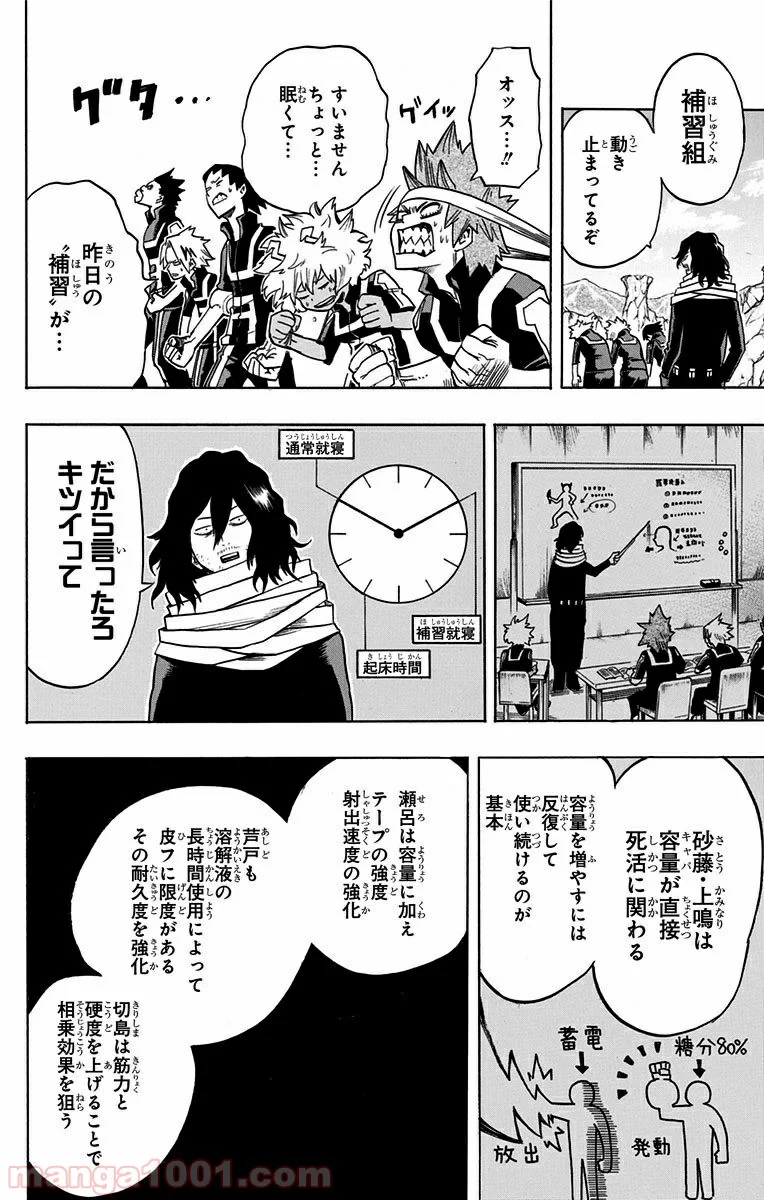 補習組
動き
止まってるぞ
オッス…!!
グイッ
すいません
ちょっと…
眠くて…
グタ…
昨日の
〝補習〟が…
通常就寝
補習就寝
起床時間
だから言ったろ
キツイって
砂藤・上鳴は
容量が直接
死活に関わる
容量を増やすには
反復して
使い続けるのが
基本
糖分80%
発動
蓄電
放出
瀬呂は容量に加え
テープの強度
射出速度の強化
芦戸も
溶解液の
長時間使用によって
皮フに限度がある
その耐久度を強化
切島は筋力と
硬度を上げることで
相乗効果を狙う
manga1001.com